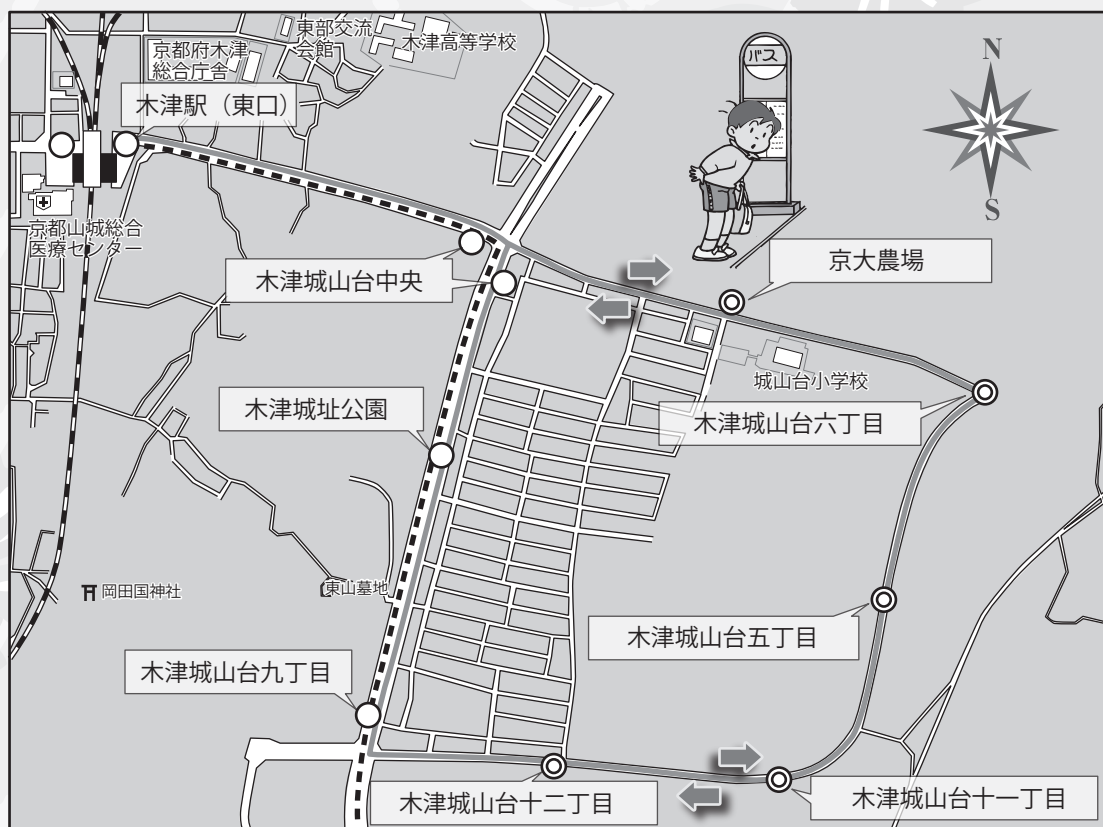 東部交流
会館
木津高等学校
京都府木津
総合庁舎
バス
N
木津駅（東口）
S
京都山城総合
医療センター
京大農場
木津城山台中央
城山台小学校
木津城址公園
木津城山台六丁目
岡田国神社
東山墓地
木津城山台五丁目
木津城山台九丁目
木津城山台十二丁目
木津城山台十一丁目